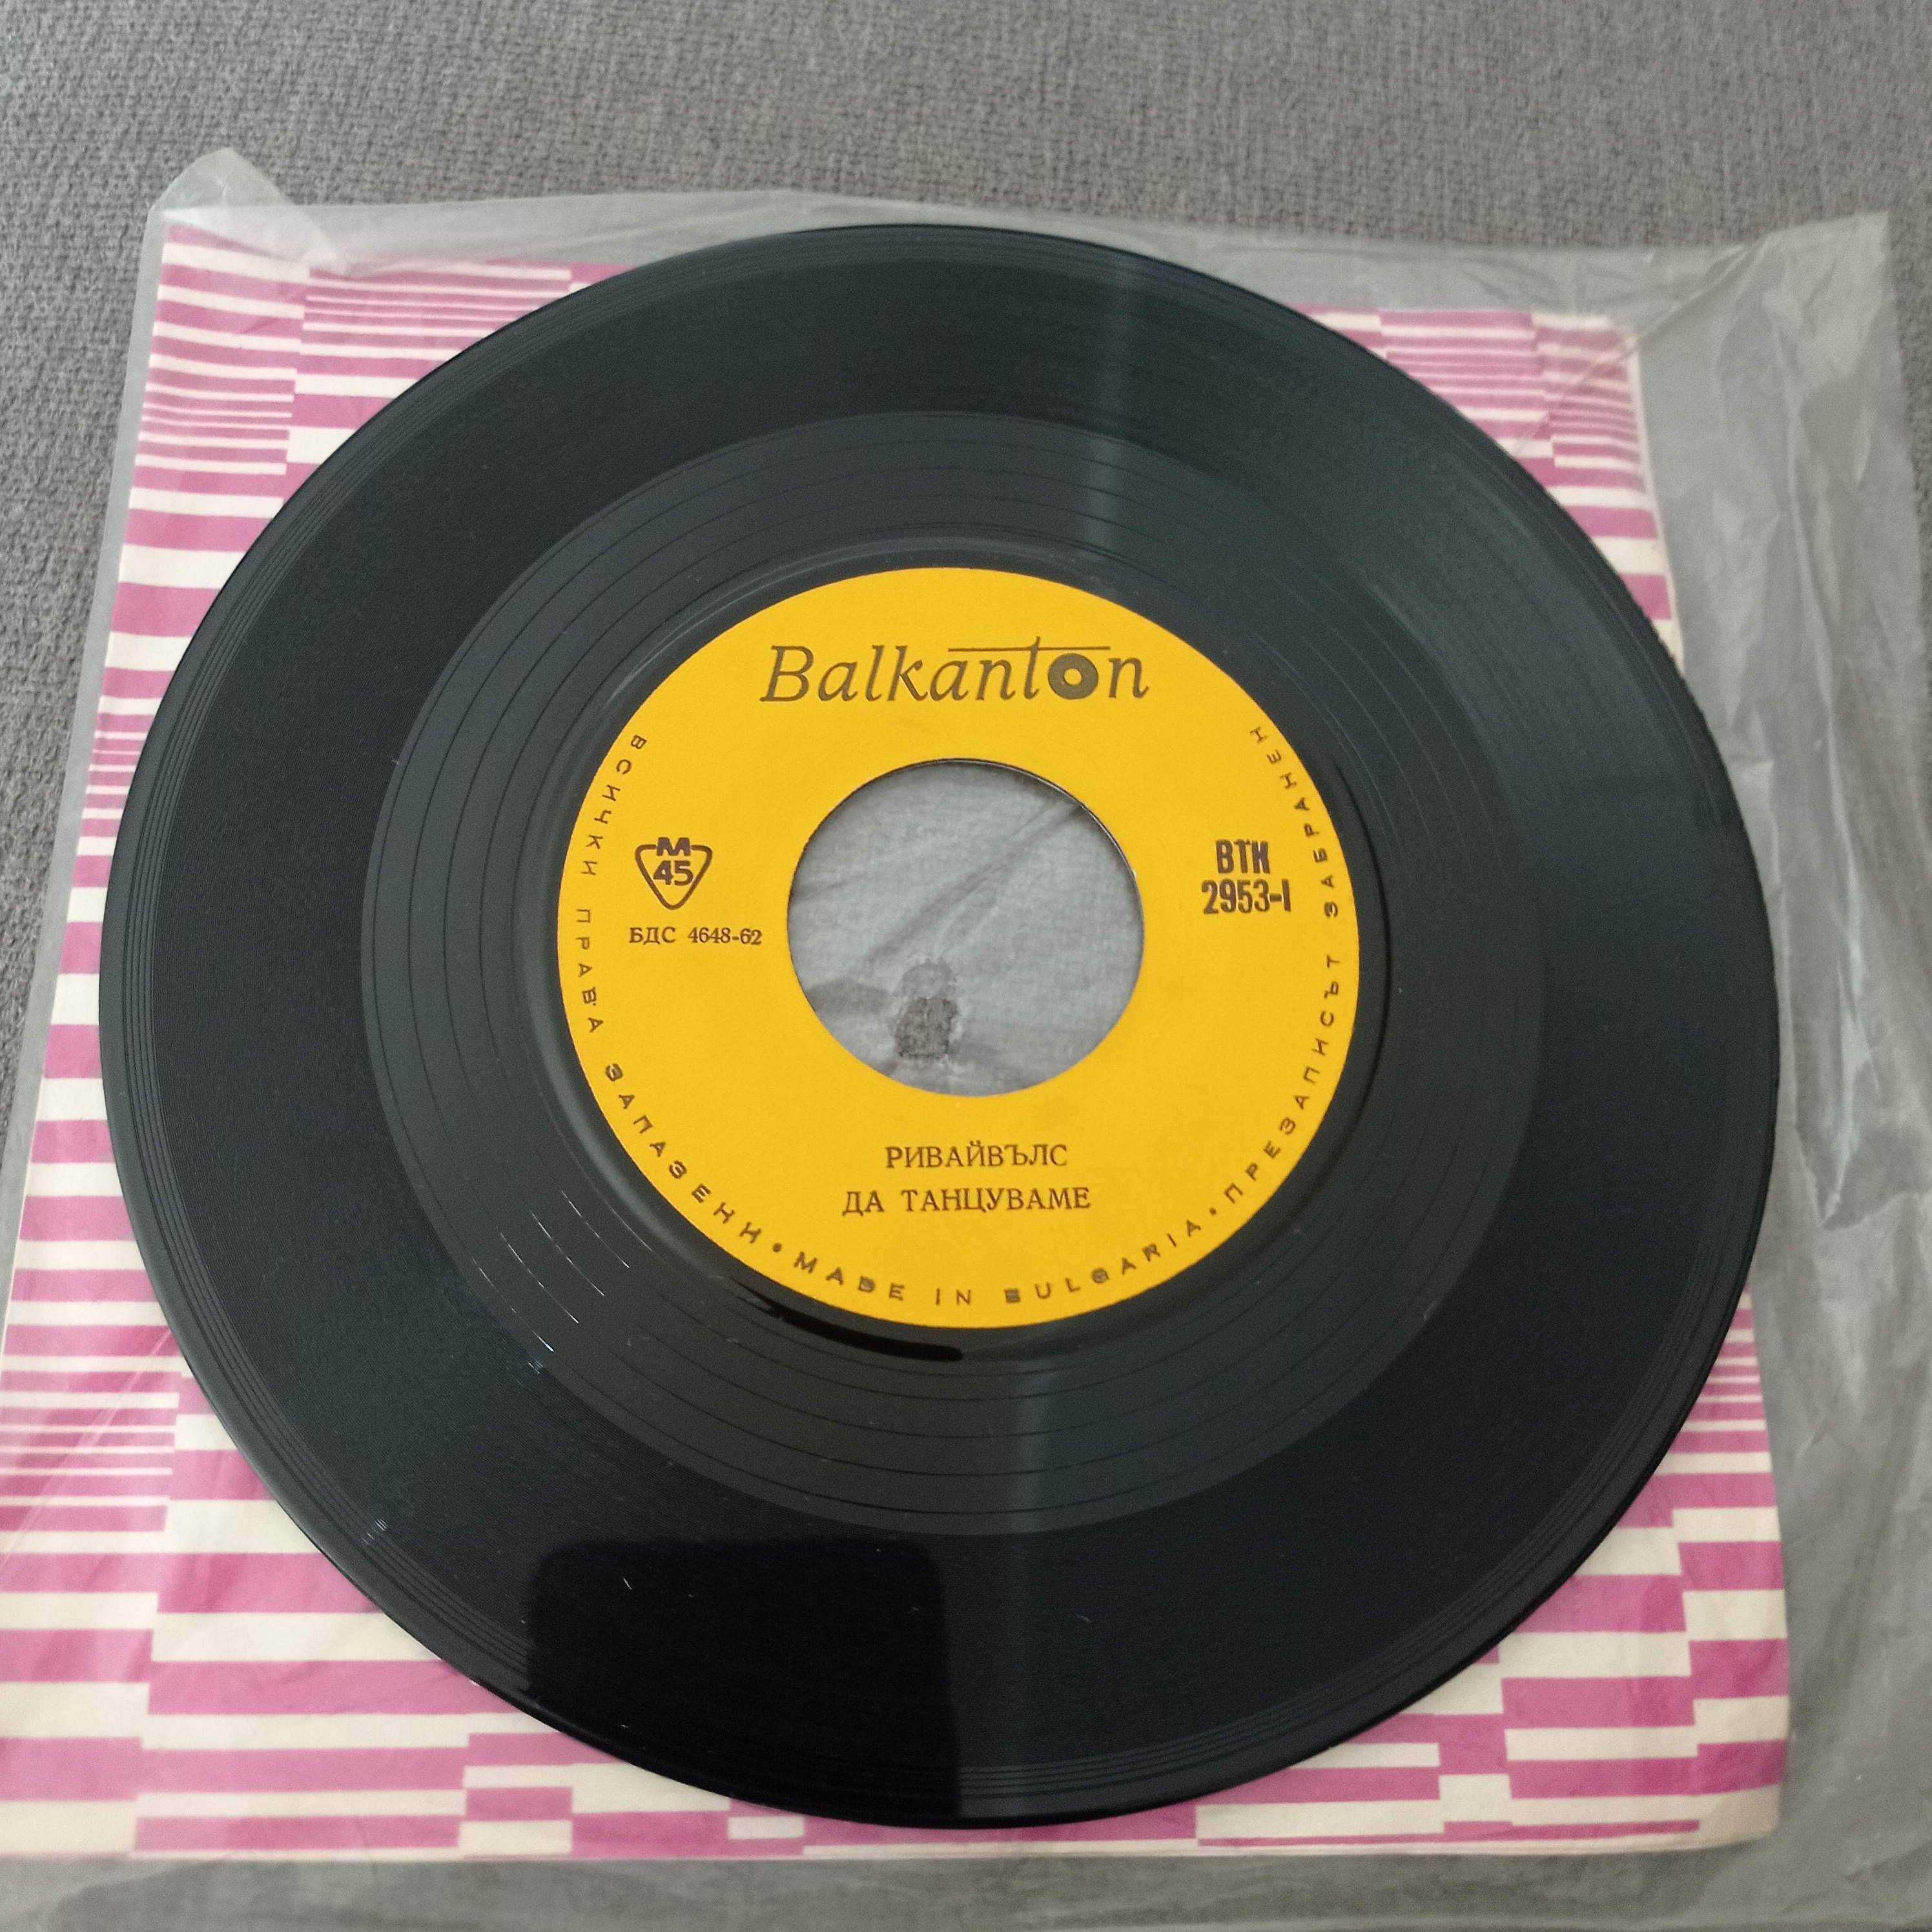 Balkanton
М
45
БДС 4648-62
ВТК
2953-I
РИВАЙВЪЛС
ДА ТАНЦУВАМЕ
ВСИЧКИ ПРАВА ЗАПАЗЕНИ • MADE IN BULGARIA • ПРЕЗАПИСЪТ ЗАБРАНЕН